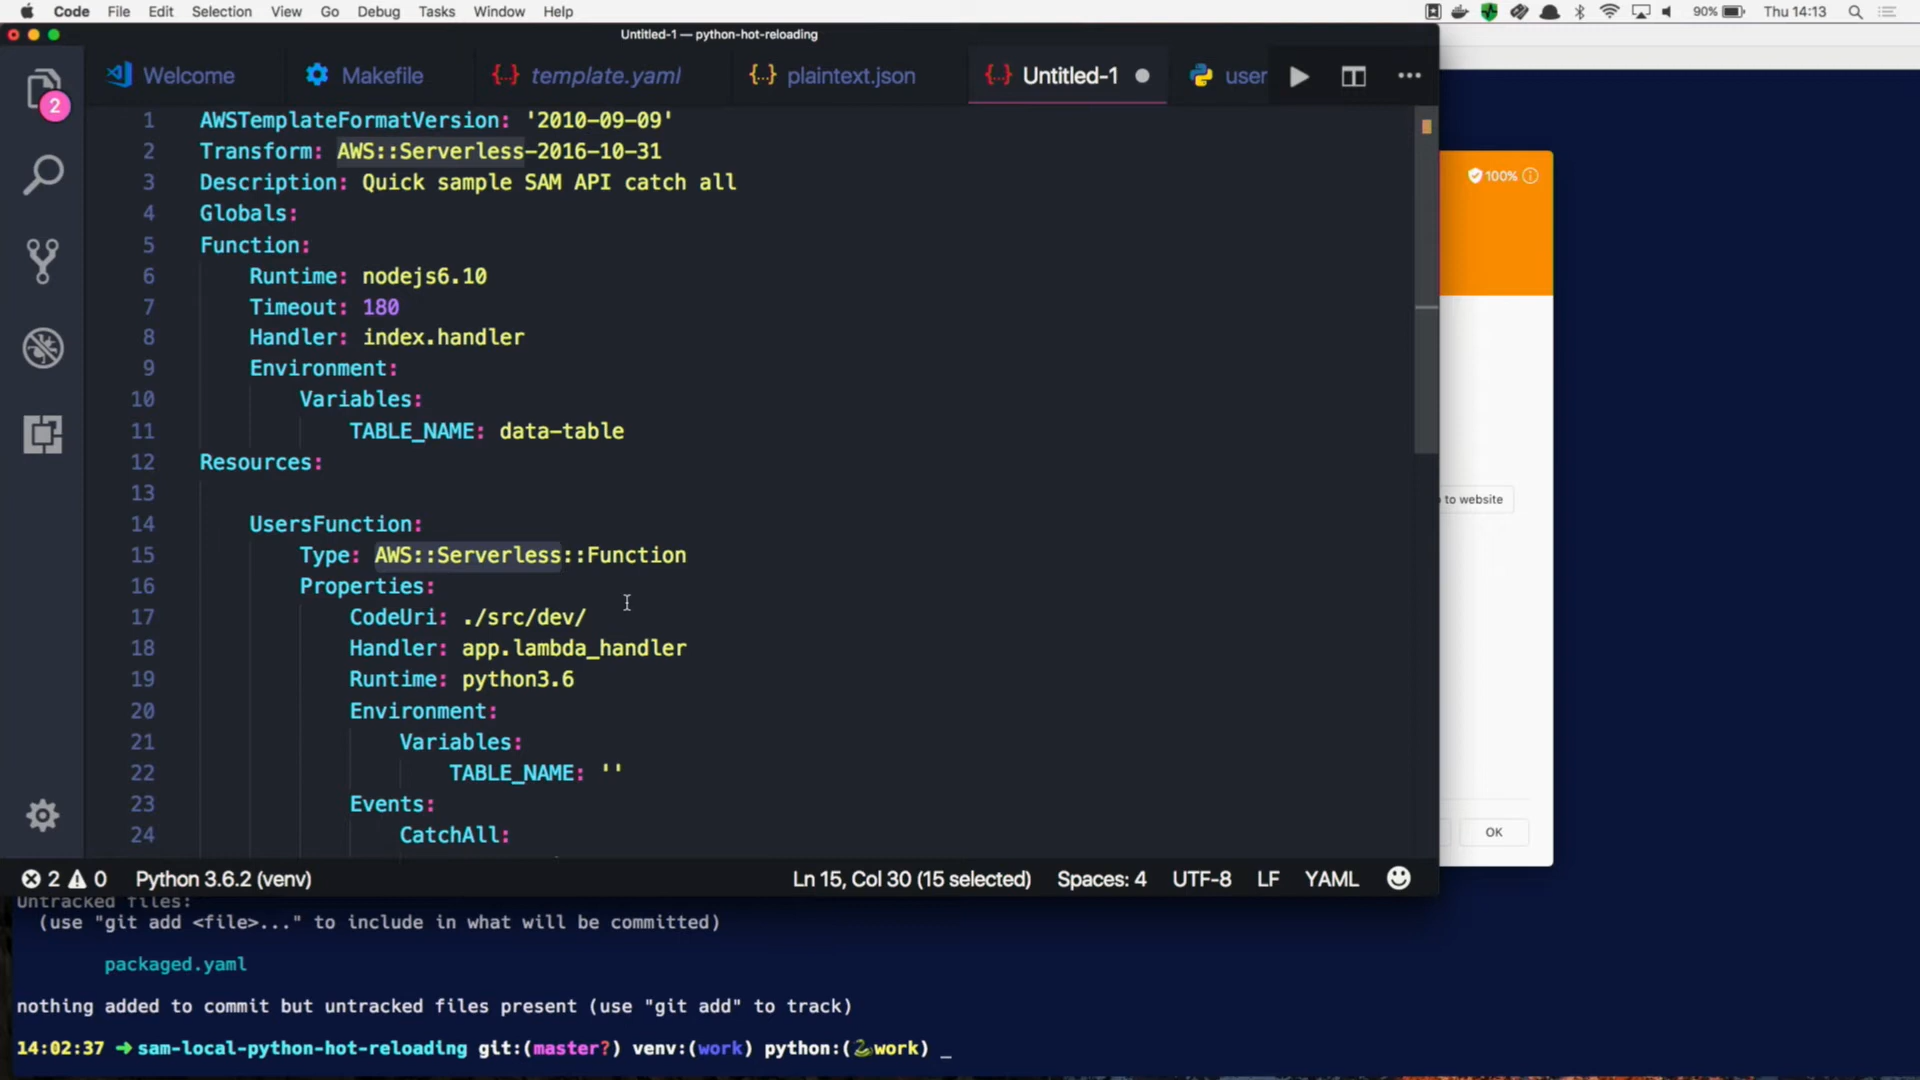 Code File Edit Selection View Go Debug Tasks Window Help 90% Thu 14:13
Untitled-1 — python-hot-reloading
2 Welcome Makefile template.yaml plaintext.json Untitled-1 user
1 AWSTemplateFormatVersion: '2010-09-09'
2 Transform: AWS::Serverless-2016-10-31
3 Description: Quick sample SAM API catch all
4 Globals:
5 Function:
6 Runtime: nodejs6.10
7 Timeout: 180
8 Handler: index.handler
9 Environment:
10 Variables:
11 TABLE_NAME: data-table
12 Resources:
13
14 UsersFunction:
15 Type: AWS::Serverless::Function
16 Properties:
17 CodeUri: ./src/dev/
18 Handler: app.lambda_handler
19 Runtime: python3.6
20 Environment:
21 Variables:
22 TABLE_NAME: ''
23 Events:
24 CatchAll:
100%
to website
OK
2 0 Python 3.6.2 (venv) Ln 15, Col 30 (15 selected) Spaces: 4 UTF-8 LF YAML
Untracked files:
(use "git add <file>..." to include in what will be committed)
packaged.yaml
nothing added to commit but untracked files present (use "git add" to track)
14:02:37 ➜ sam-local-python-hot-reloading git:(master?) venv:(work) python:(🐍work) _